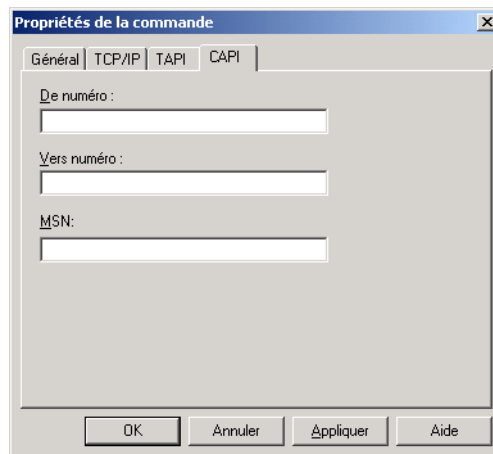 Propriétés de la commande
Général TCP/IP TAPI CAPI
De numéro :
Vers numéro :
MSN:
OK Annuler Appliquer Aide